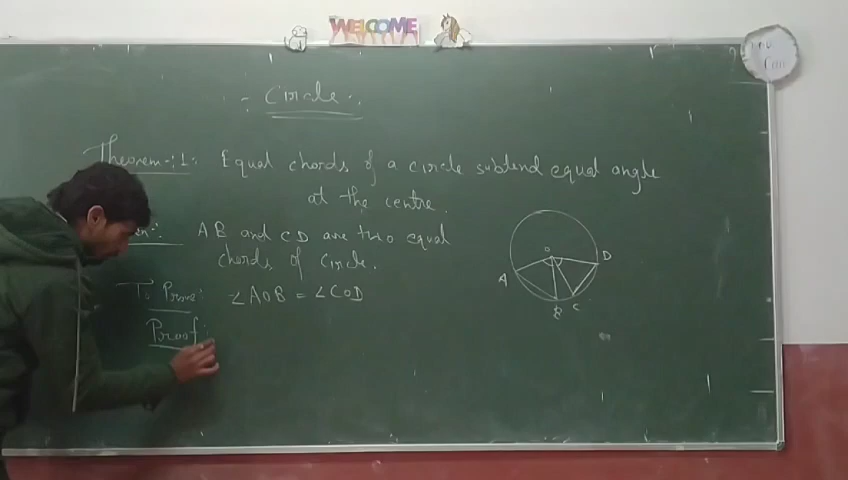 WELCOME
Circle :
Theorem-:1: Equal chords of a circle subtend equal angle
at the centre.
AB and CD are two equal
chords of circle.
To Prove: ∠AOB = ∠COD
Proof:
O
A
B
C
D